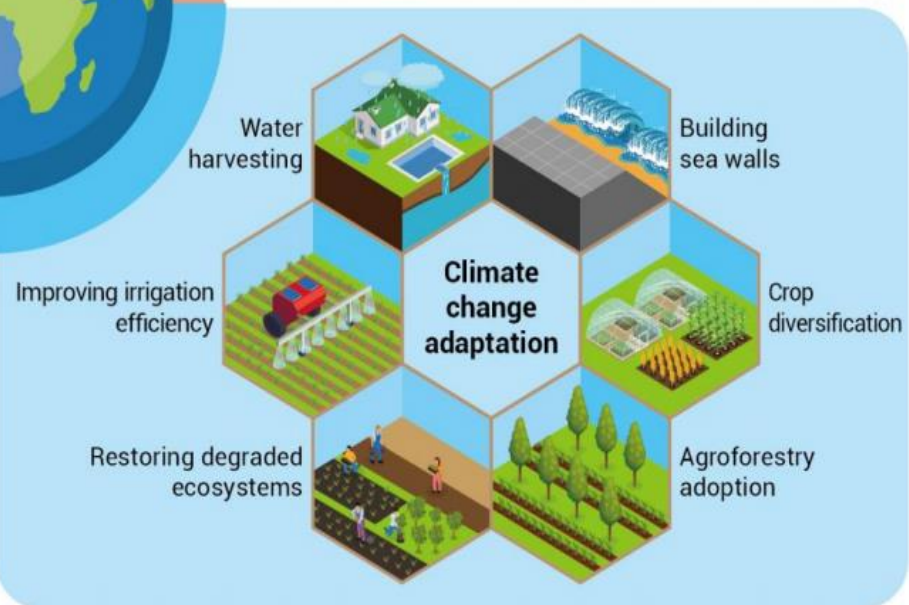 Water
harvesting
Building
sea walls
Improving irrigation
efficiency
Climate
change
adaptation
Crop
diversification
Restoring degraded
ecosystems
Agroforestry
adoption